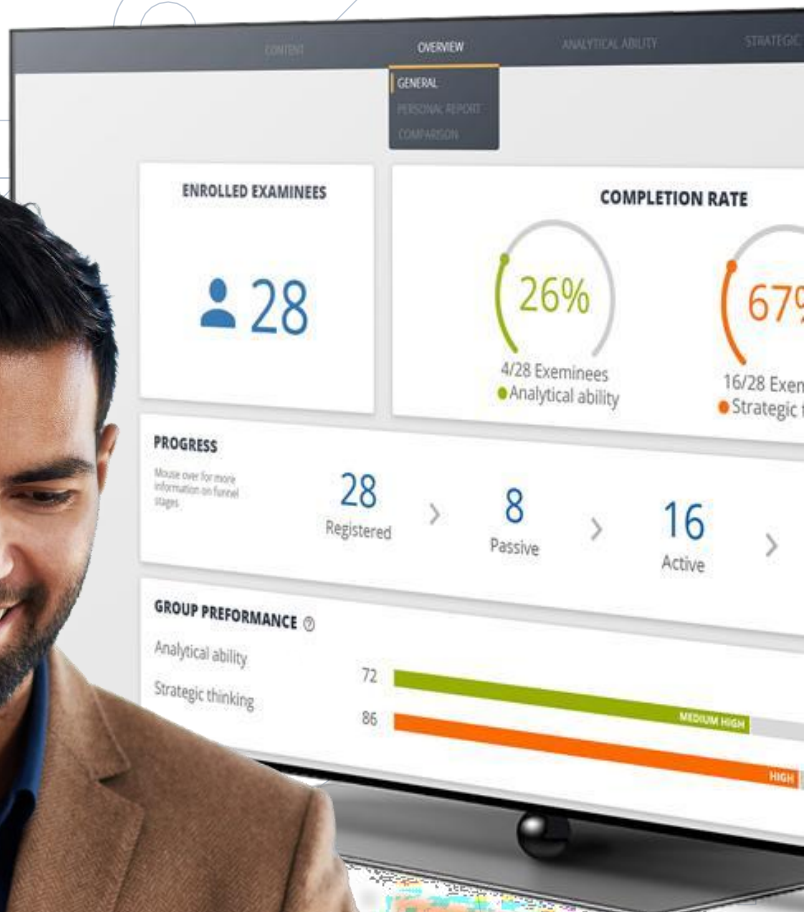 CONTENT
OVERVIEW
ANALYTICAL ABILITY
STRATEGIC
GENERAL
PERSONAL REPORT
COMPARISON
ENROLLED EXAMINEES
28
COMPLETION RATE
26%
4/28 Exeminees
Analytical ability
67%
16/28 Exem
Strategic t
PROGRESS
Mouse over for more
information on funnel
stages
28
Registered
8
Passive
16
Active
GROUP PREFORMANCE
Analytical ability
72
MEDIUM HIGH
Strategic thinking
86
HIGH